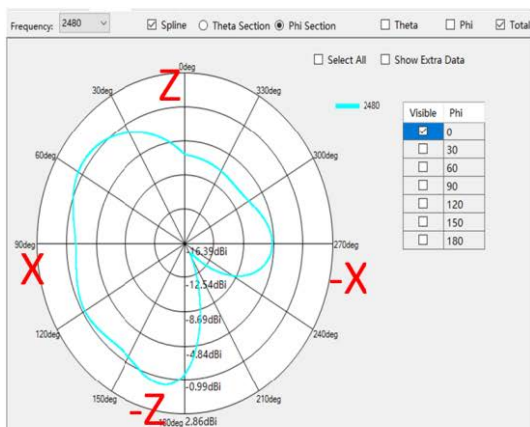 Frequency: 2480 Spline Theta Section Phi Section Theta Phi Total
Select All Show Extra Data
0deg
Z
30deg
330deg
2480
Visible Phi
0
30
60
90
120
150
180
60deg
300deg
90deg
270deg
X
-X
-16.39dBi
-12.54dBi
-8.69dBi
-4.84dBi
-0.99dBi
2.86dBi
120deg
240deg
150deg
210deg
-Z
180deg